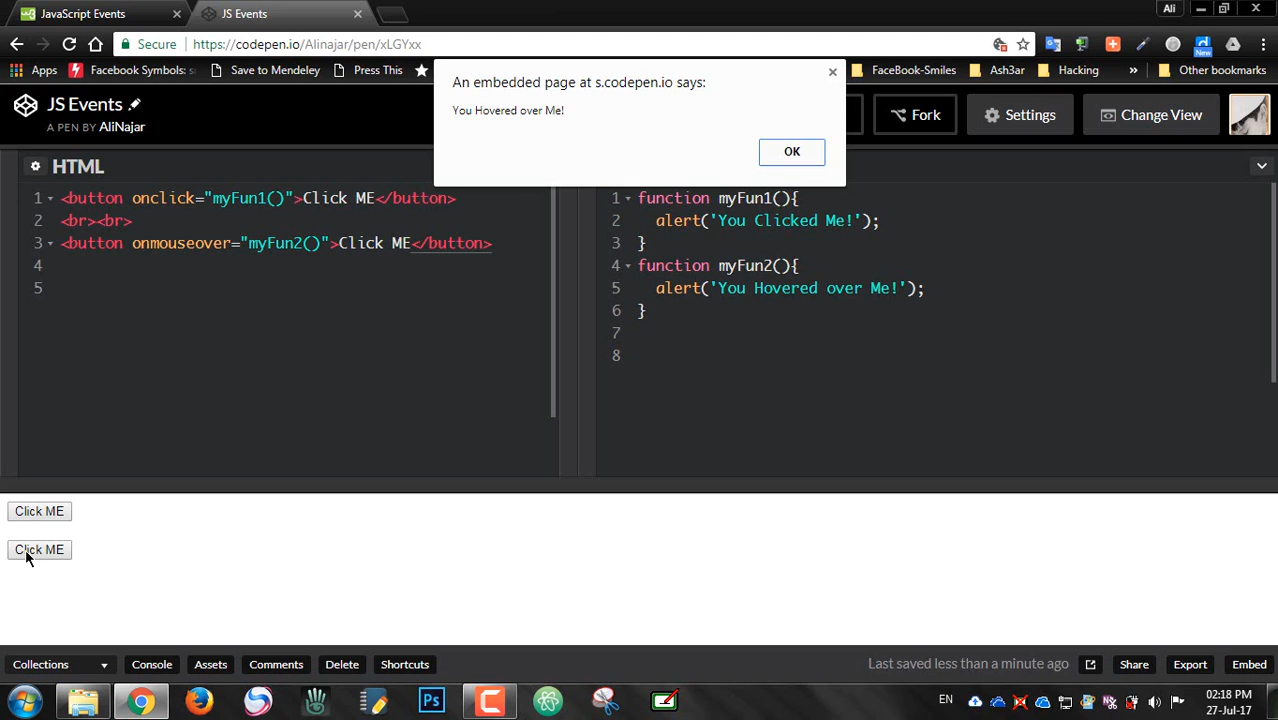 JavaScript Events
JS Events
Ali
Secure
https://codepen.io/Alinajar/pen/xLGYxx
Apps
Facebook Symbols:
Save to Mendeley
Press This
FaceBook-Smiles
Ash3ar
Hacking
»
Other bookmarks
New
An embedded page at s.codepen.io says:
You Hovered over Me!
OK
JS Events
A PEN BY AliNajar
Fork
Settings
Change View
HTML
1 <button onclick="myFun1()">Click ME</button>
2 <br><br>
3 <button onmouseover="myFun2()">Click ME</button>
4
5
1 function myFun1(){
2 alert('You Clicked Me!');
3 }
4 function myFun2(){
5 alert('You Hovered over Me!');
6 }
7
8
Click ME
Click ME
Collections
Console
Assets
Comments
Delete
Shortcuts
Last saved less than a minute ago
Share
Export
Embed
Ps
EN
02:18 PM
27-Jul-17